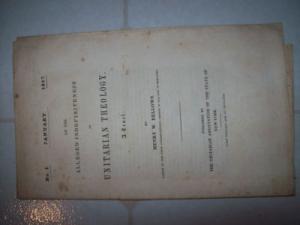 No. 1. JANUARY 1847
ON THE
ALLEGED INDEFINITENESS
OF
UNITARIAN THEOLOGY.
A Tract.
BY
HENRY W. BELLOWS,
PUBLISHED BY
THE UNITARIAN ASSOCIATION OF THE STATE OF
NEW-YORK.